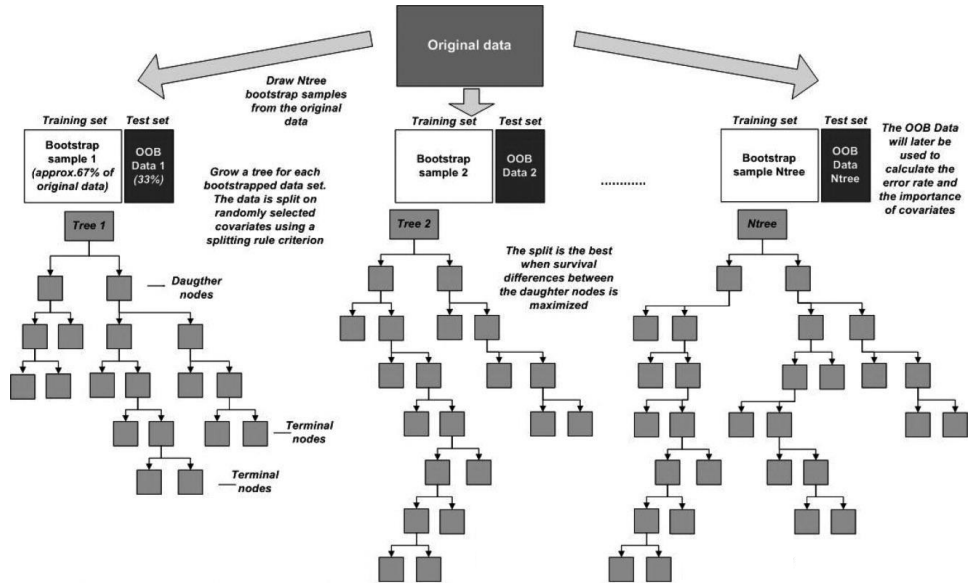 Original data
Draw Ntree
bootstrap samples
from the original
data
Training set
Test set
Bootstrap
sample 1
(approx.67% of
original data)
OOB
Data 1
(33%)
Training set
Test set
Bootstrap
sample 2
OOB
Data 2
............
Training set
Test set
Bootstrap
sample Ntree
OOB
Data
Ntree
The OOB Data
will later be
used to
calculate the
error rate and
the importance
of covariates
Grow a tree for each
bootstrapped data set.
The data is split on
randomly selected
covariates using a
splitting rule criterion
Tree 1
Tree 2
Ntree
The split is the best
when survival
differences between
the daughter nodes is
maximized
Daugther
nodes
Terminal
nodes
Terminal
nodes